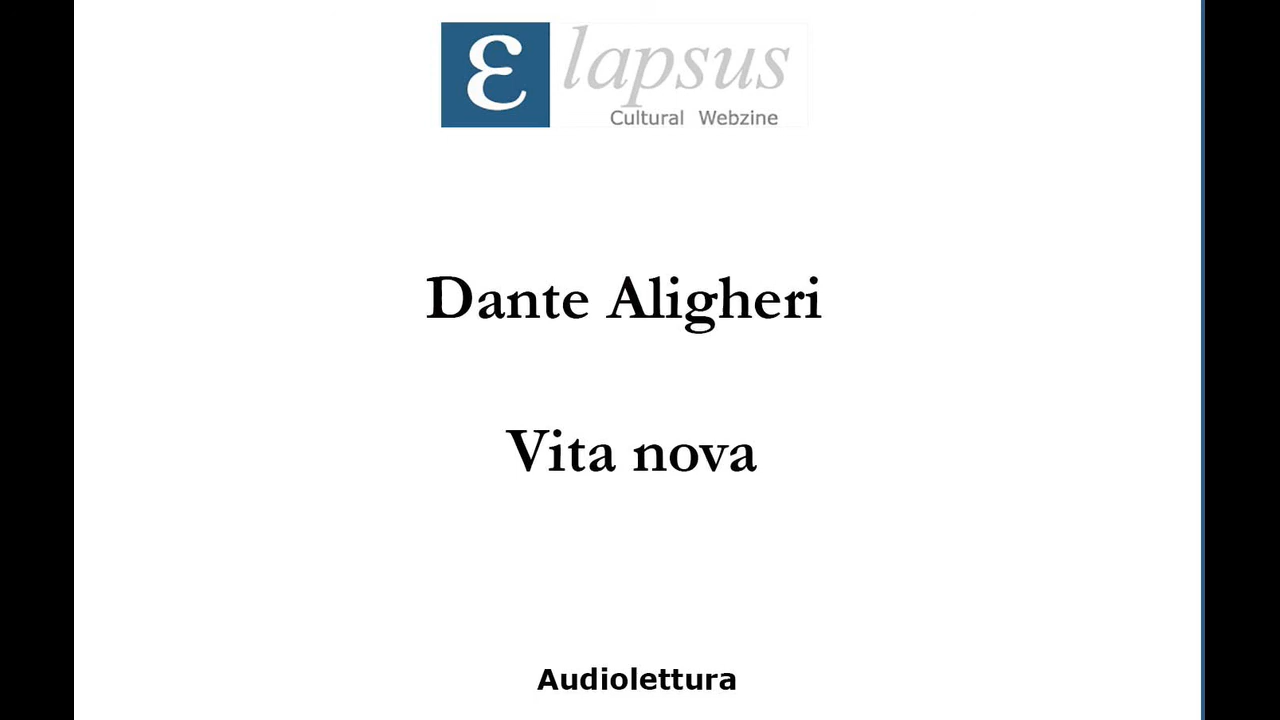 ε lapsus
Cultural Webzine
Dante Aligheri
Vita nova
Audiolettura